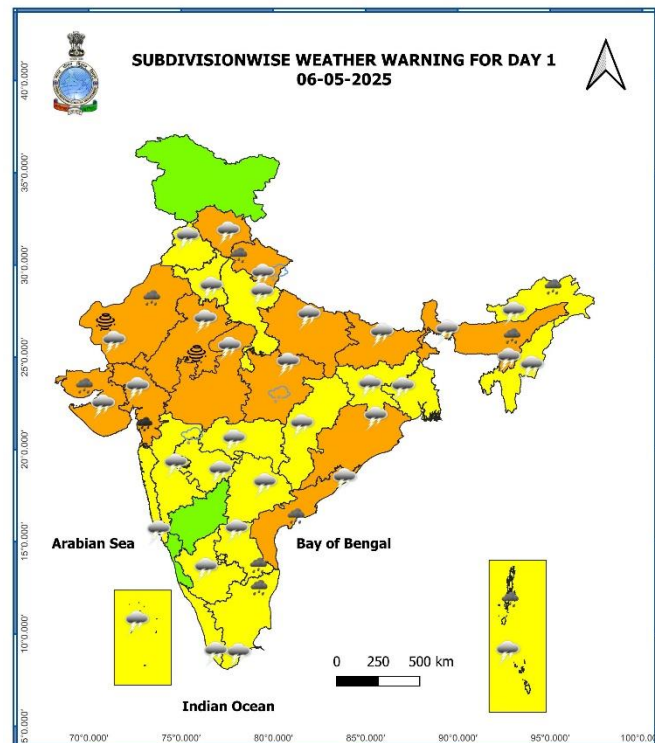 SUBDIVISIONWISE WEATHER WARNING FOR DAY 1
06-05-2025
40°0.000'
35°0.000'
30°0.000'
25°0.000'
20°0.000'
15°0.000'
10°0.000'
5°0.000'
Arabian Sea
Bay of Bengal
0 250 500 km
Indian Ocean
70°0.000' 75°0.000' 80°0.000' 85°0.000' 90°0.000' 95°0.000' 100°0.000'